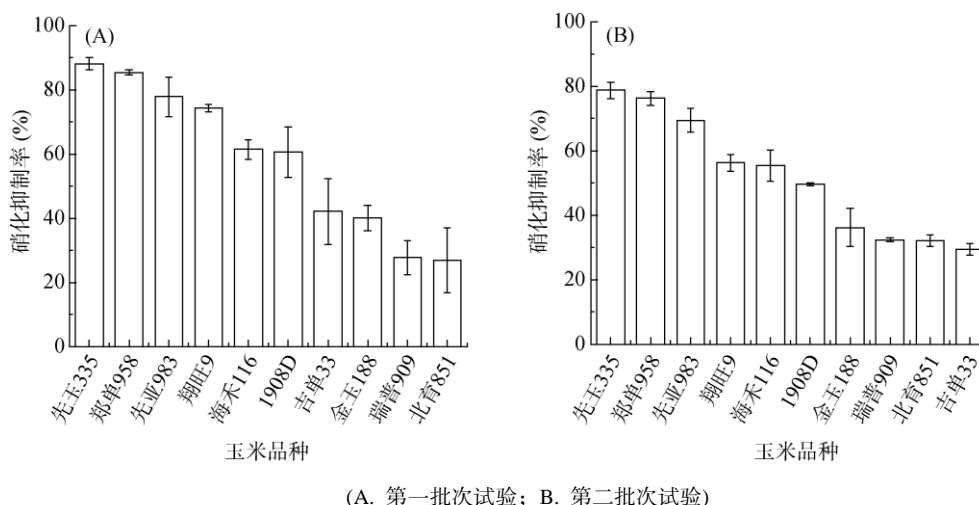 (A)
100
80
60
40
20
0
硝化抑制率 (%)
先玉335
郑单958
先亚983
翔旺9
海禾116
1908D
吉单33
金玉188
瑞普909
北育851
玉米品种
(B)
100
80
60
40
20
0
硝化抑制率 (%)
先玉335
郑单958
先亚983
翔旺9
海禾116
1908D
金玉188
瑞普909
北育851
吉单33
玉米品种
(A. 第一批次试验；B. 第二批次试验)